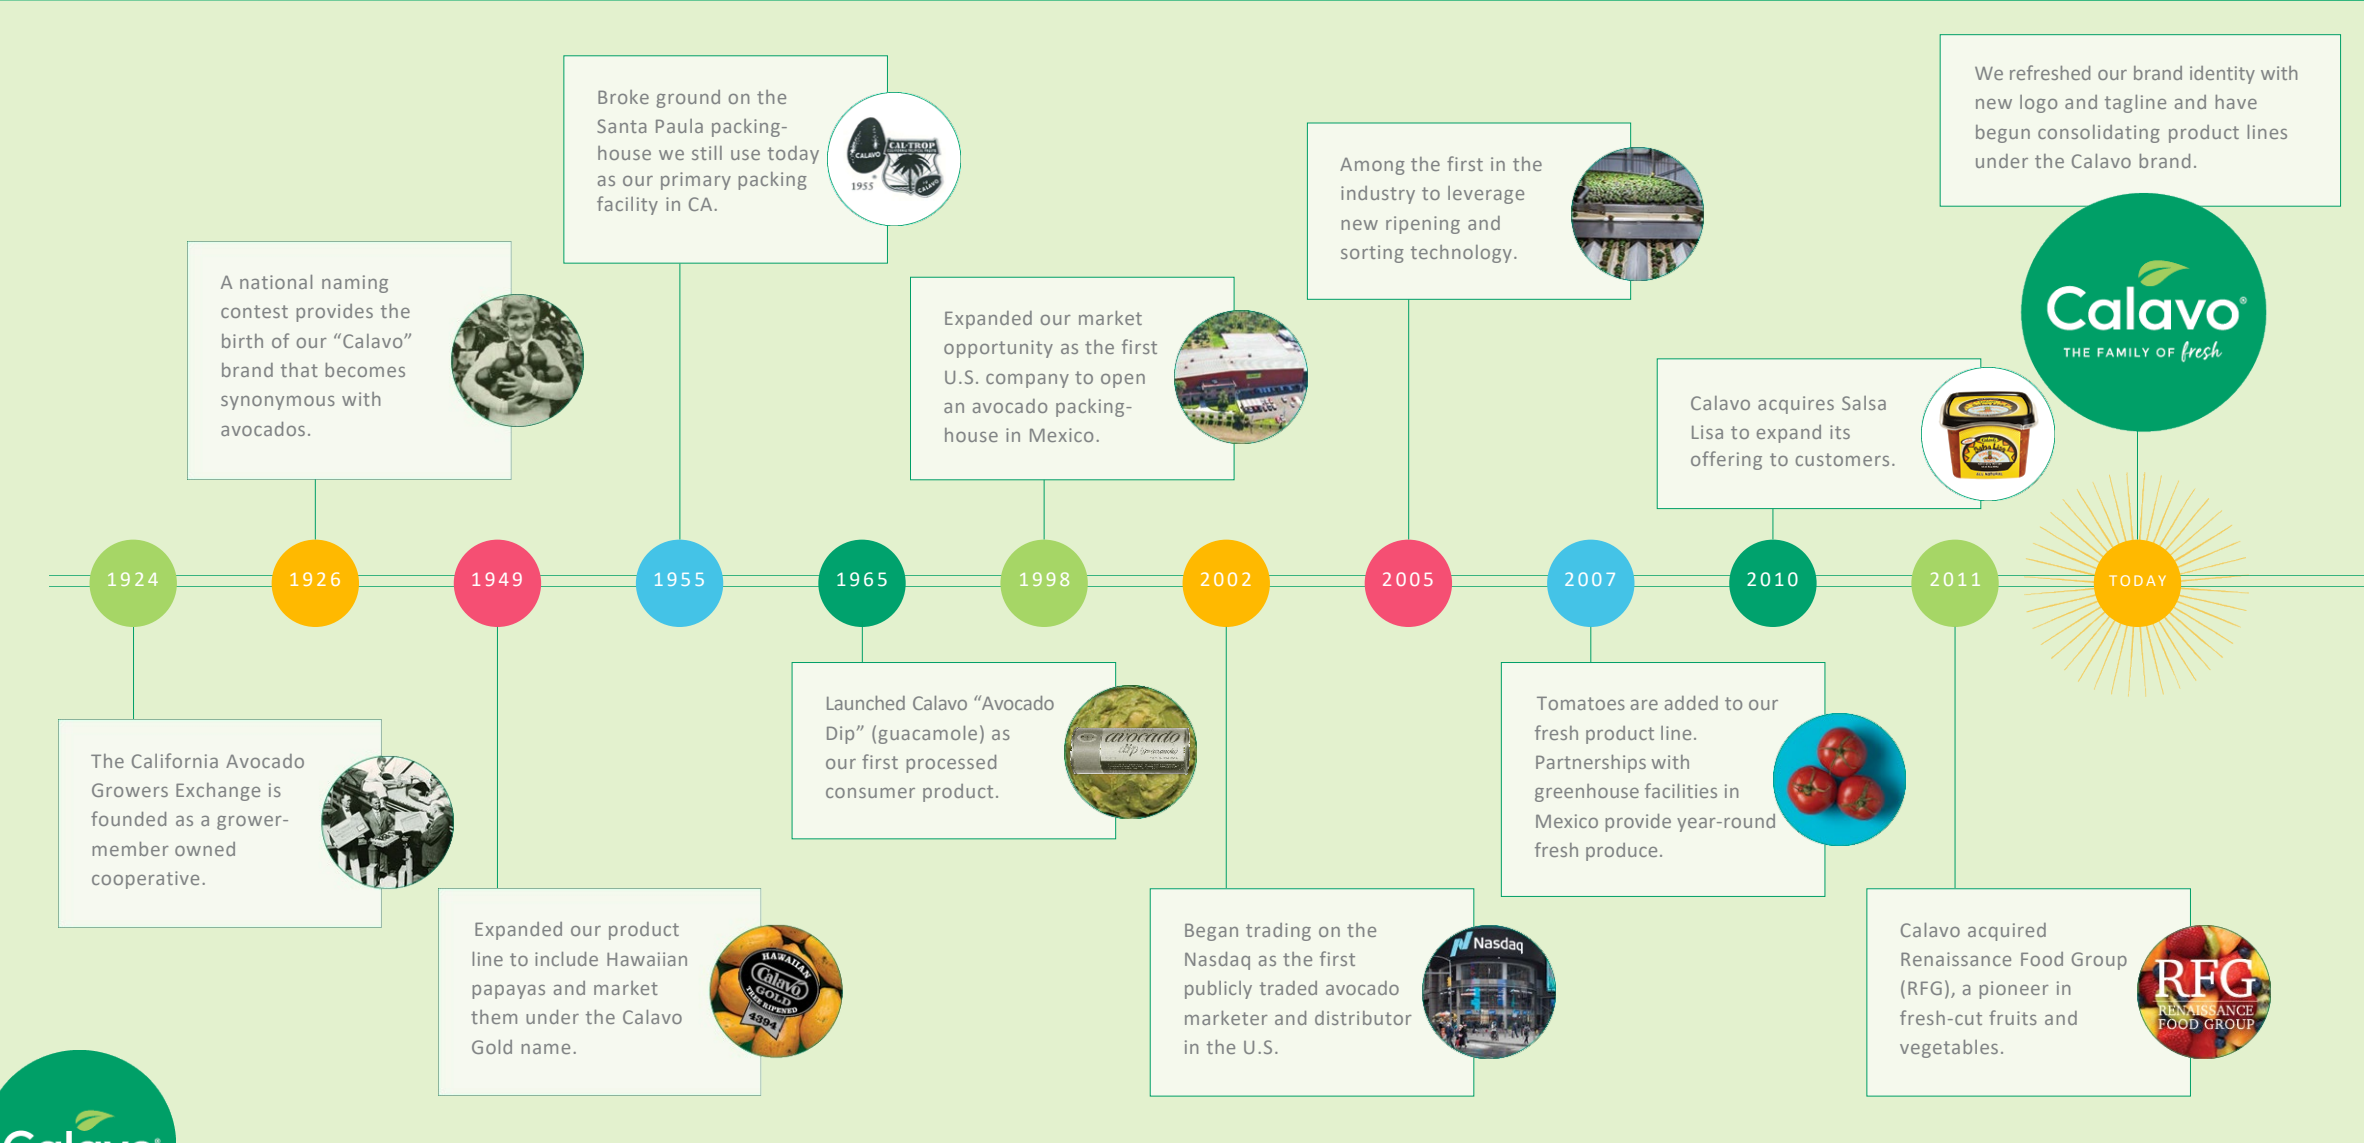 We refreshed our brand identity with
new logo and tagline and have
begun consolidating product lines
under the Calavo brand.
Broke ground on the
Santa Paula packing-
house we still use today
as our primary packing
facility in CA.
CALAVO
CAL-TROP
1955
CALAVO
Among the first in the
industry to leverage
new ripening and
sorting technology.
A national naming
contest provides the
birth of our “Calavo”
brand that becomes
synonymous with
avocados.
Expanded our market
opportunity as the first
U.S. company to open
an avocado packing-
house in Mexico.
Calavo®
THE FAMILY OF fresh
Calavo acquires Salsa
Lisa to expand its
offering to customers.
Salsa Lisa
1924
1926
1949
1955
1965
1998
2002
2005
2007
2010
2011
TODAY
The California Avocado
Growers Exchange is
founded as a grower-
member owned
cooperative.
Expanded our product
line to include Hawaiian
papayas and market
them under the Calavo
Gold name.
HAWAIIAN
Calavo
GOLD
TREE RIPENED
4394
Launched Calavo “Avocado
Dip” (guacamole) as
our first processed
consumer product.
avocado
dip (guacamole)
Began trading on the
Nasdaq as the first
publicly traded avocado
marketer and distributor
in the U.S.
Nasdaq
Tomatoes are added to our
fresh product line.
Partnerships with
greenhouse facilities in
Mexico provide year-round
fresh produce.
Calavo acquired
Renaissance Food Group
(RFG), a pioneer in
fresh-cut fruits and
vegetables.
RFG
RENAISSANCE
FOOD GROUP
Calavo®